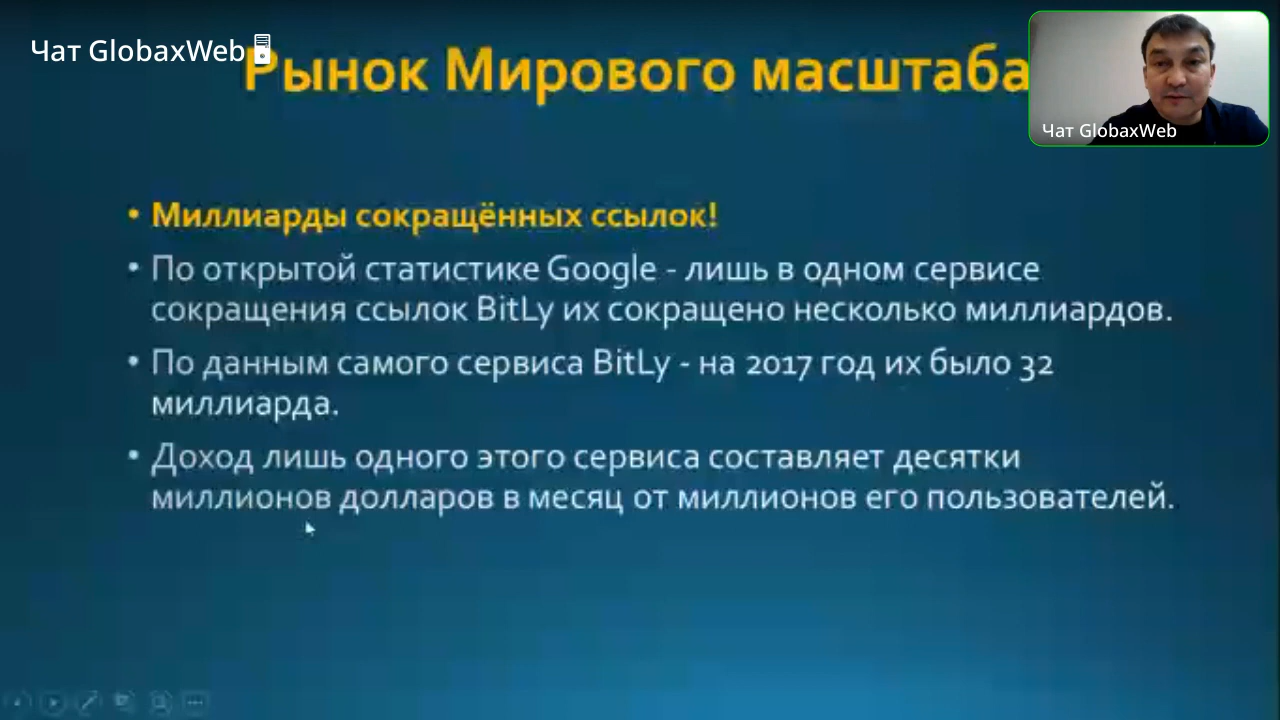 Чат GlobaxWeb
Рынок Мирового масштаба
Чат GlobaxWeb
• Миллиарды сокращённых ссылок!
• По открытой статистике Google - лишь в одном сервисе
сокращения ссылок BitLy их сокращено несколько миллиардов.
• По данным самого сервиса BitLy - на 2017 год их было 32
миллиарда.
• Доход лишь одного этого сервиса составляет десятки
миллионов долларов в месяц от миллионов его пользователей.